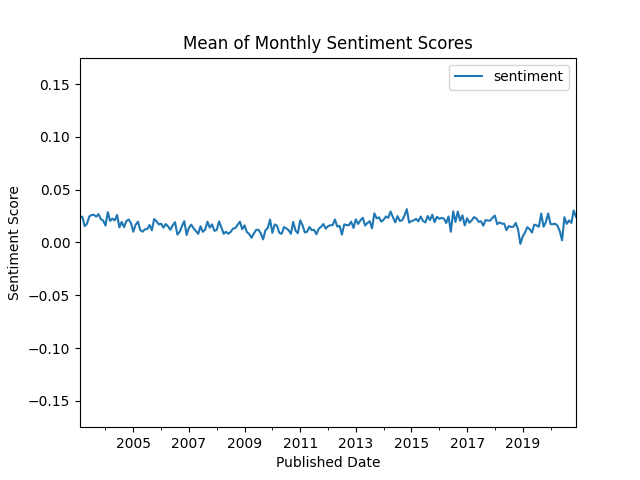 Mean of Monthly Sentiment Scores
sentiment
0.15
0.10
0.05
0.00
−0.05
−0.10
−0.15
Sentiment Score
2005 2007 2009 2011 2013 2015 2017 2019
Published Date